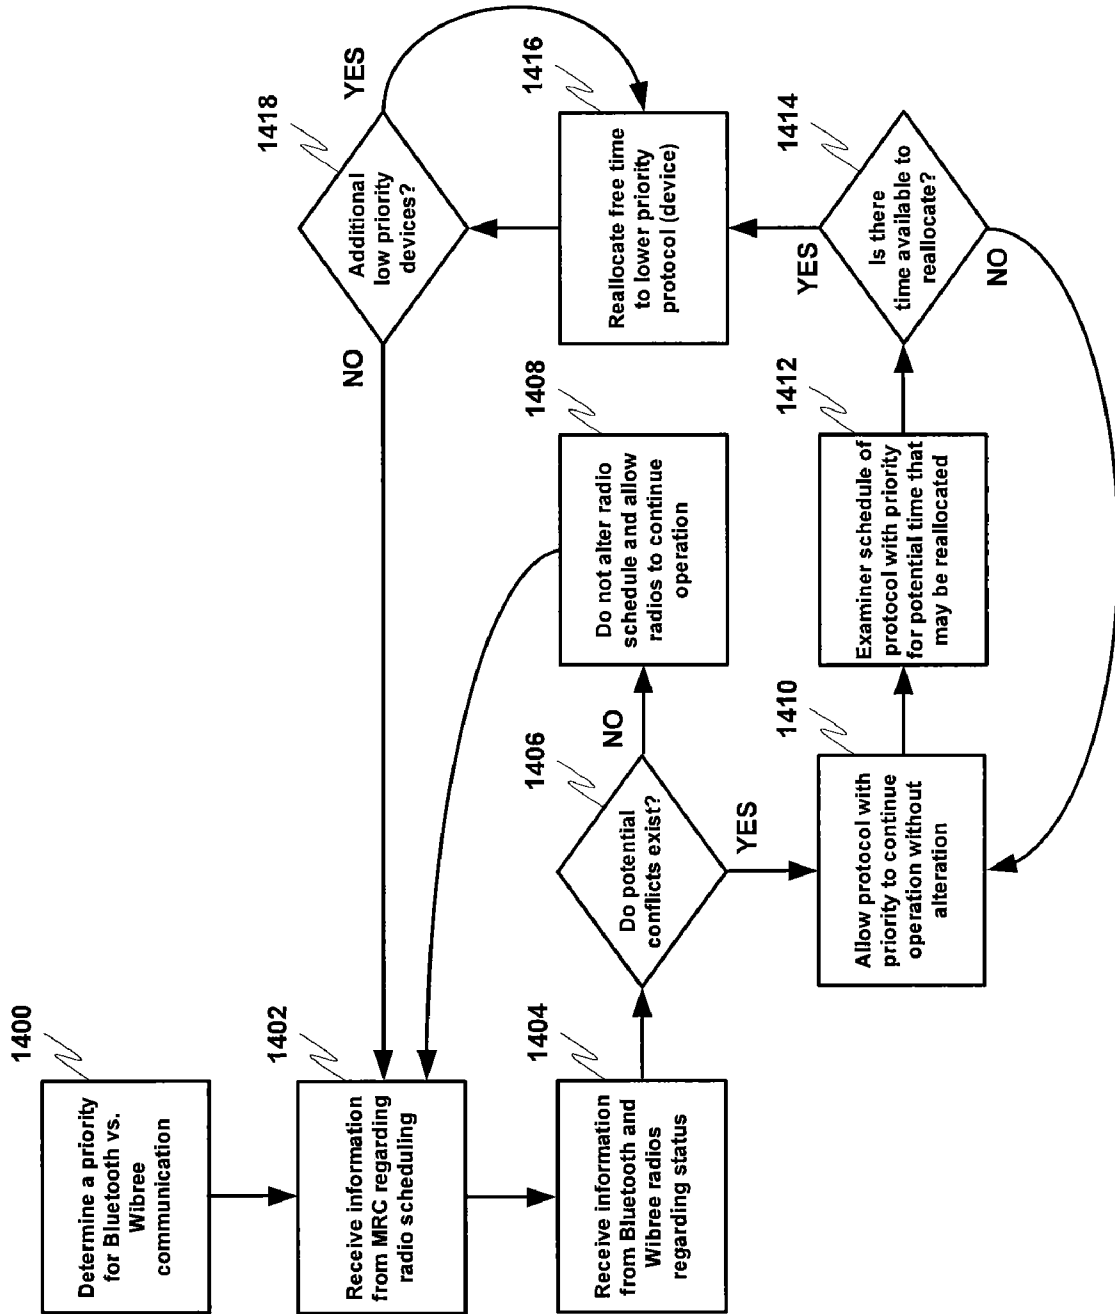 1400
Determine a priority
for Bluetooth vs.
Wibree
communication
1402
Receive information
from MRC regarding
radio scheduling
1404
Receive information
from Bluetooth and
Wibree radios
regarding status
1406
Do potential
conflicts exist?
NO
YES
1408
Do not alter radio
schedule and allow
radios to continue
operation
1410
Allow protocol with
priority to continue
operation without
alteration
1412
Examiner schedule of
protocol with priority
for potential time that
may be reallocated
1414
Is there
time available to
reallocate?
YES
NO
1416
Reallocate free time
to lower priority
protocol (device)
1418
Additional
low priority
devices?
YES
NO